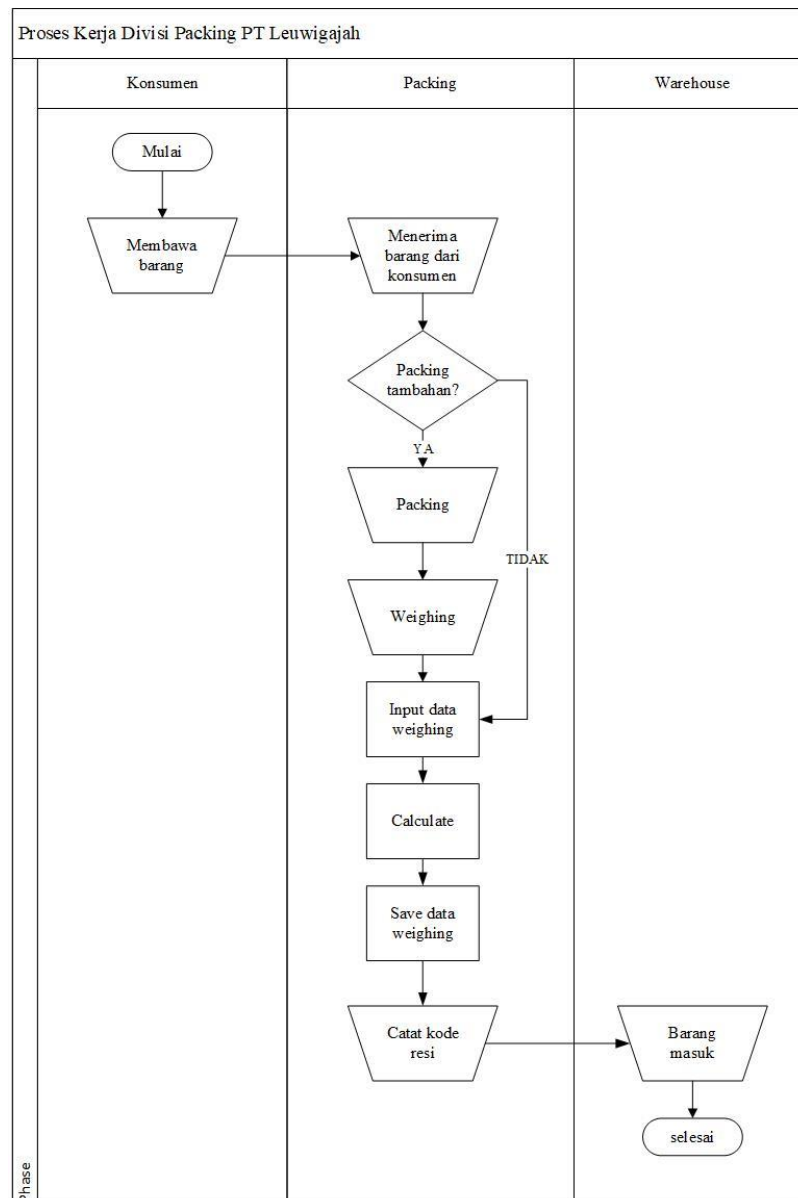 Proses Kerja Divisi Packing PT Leuwigajah
Konsumen
Packing
Warehouse
Mulai
Membawa
barang
Menerima
barang dari
konsumen
Packing
tambahan?
YA
Packing
TIDAK
Weighing
Input data
weighing
Calculate
Save data
weighing
Catat kode
resi
Barang
masuk
selesai
Phase